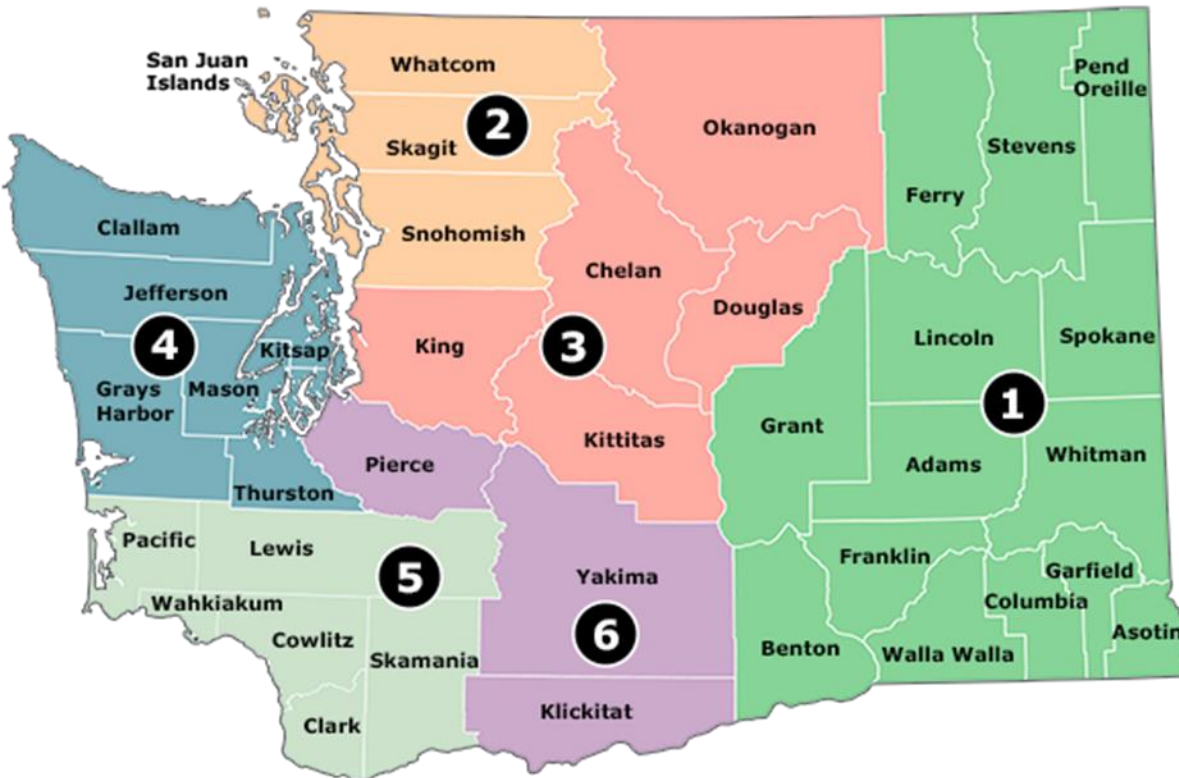 San Juan
Islands
Whatcom
2
Skagit
Snohomish
Okanogan
Ferry
Stevens
Pend
Oreille
Clallam
Jefferson
4
Kitsap
Grays
Harbor
Mason
Thurston
King
3
Chelan
Douglas
Kittitas
Lincoln
Spokane
1
Grant
Adams
Whitman
Pierce
Pacific
Lewis
5
Wahkiakum
Cowlitz
Skamania
Clark
Yakima
6
Klickitat
Benton
Franklin
Walla Walla
Columbia
Garfield
Asotin